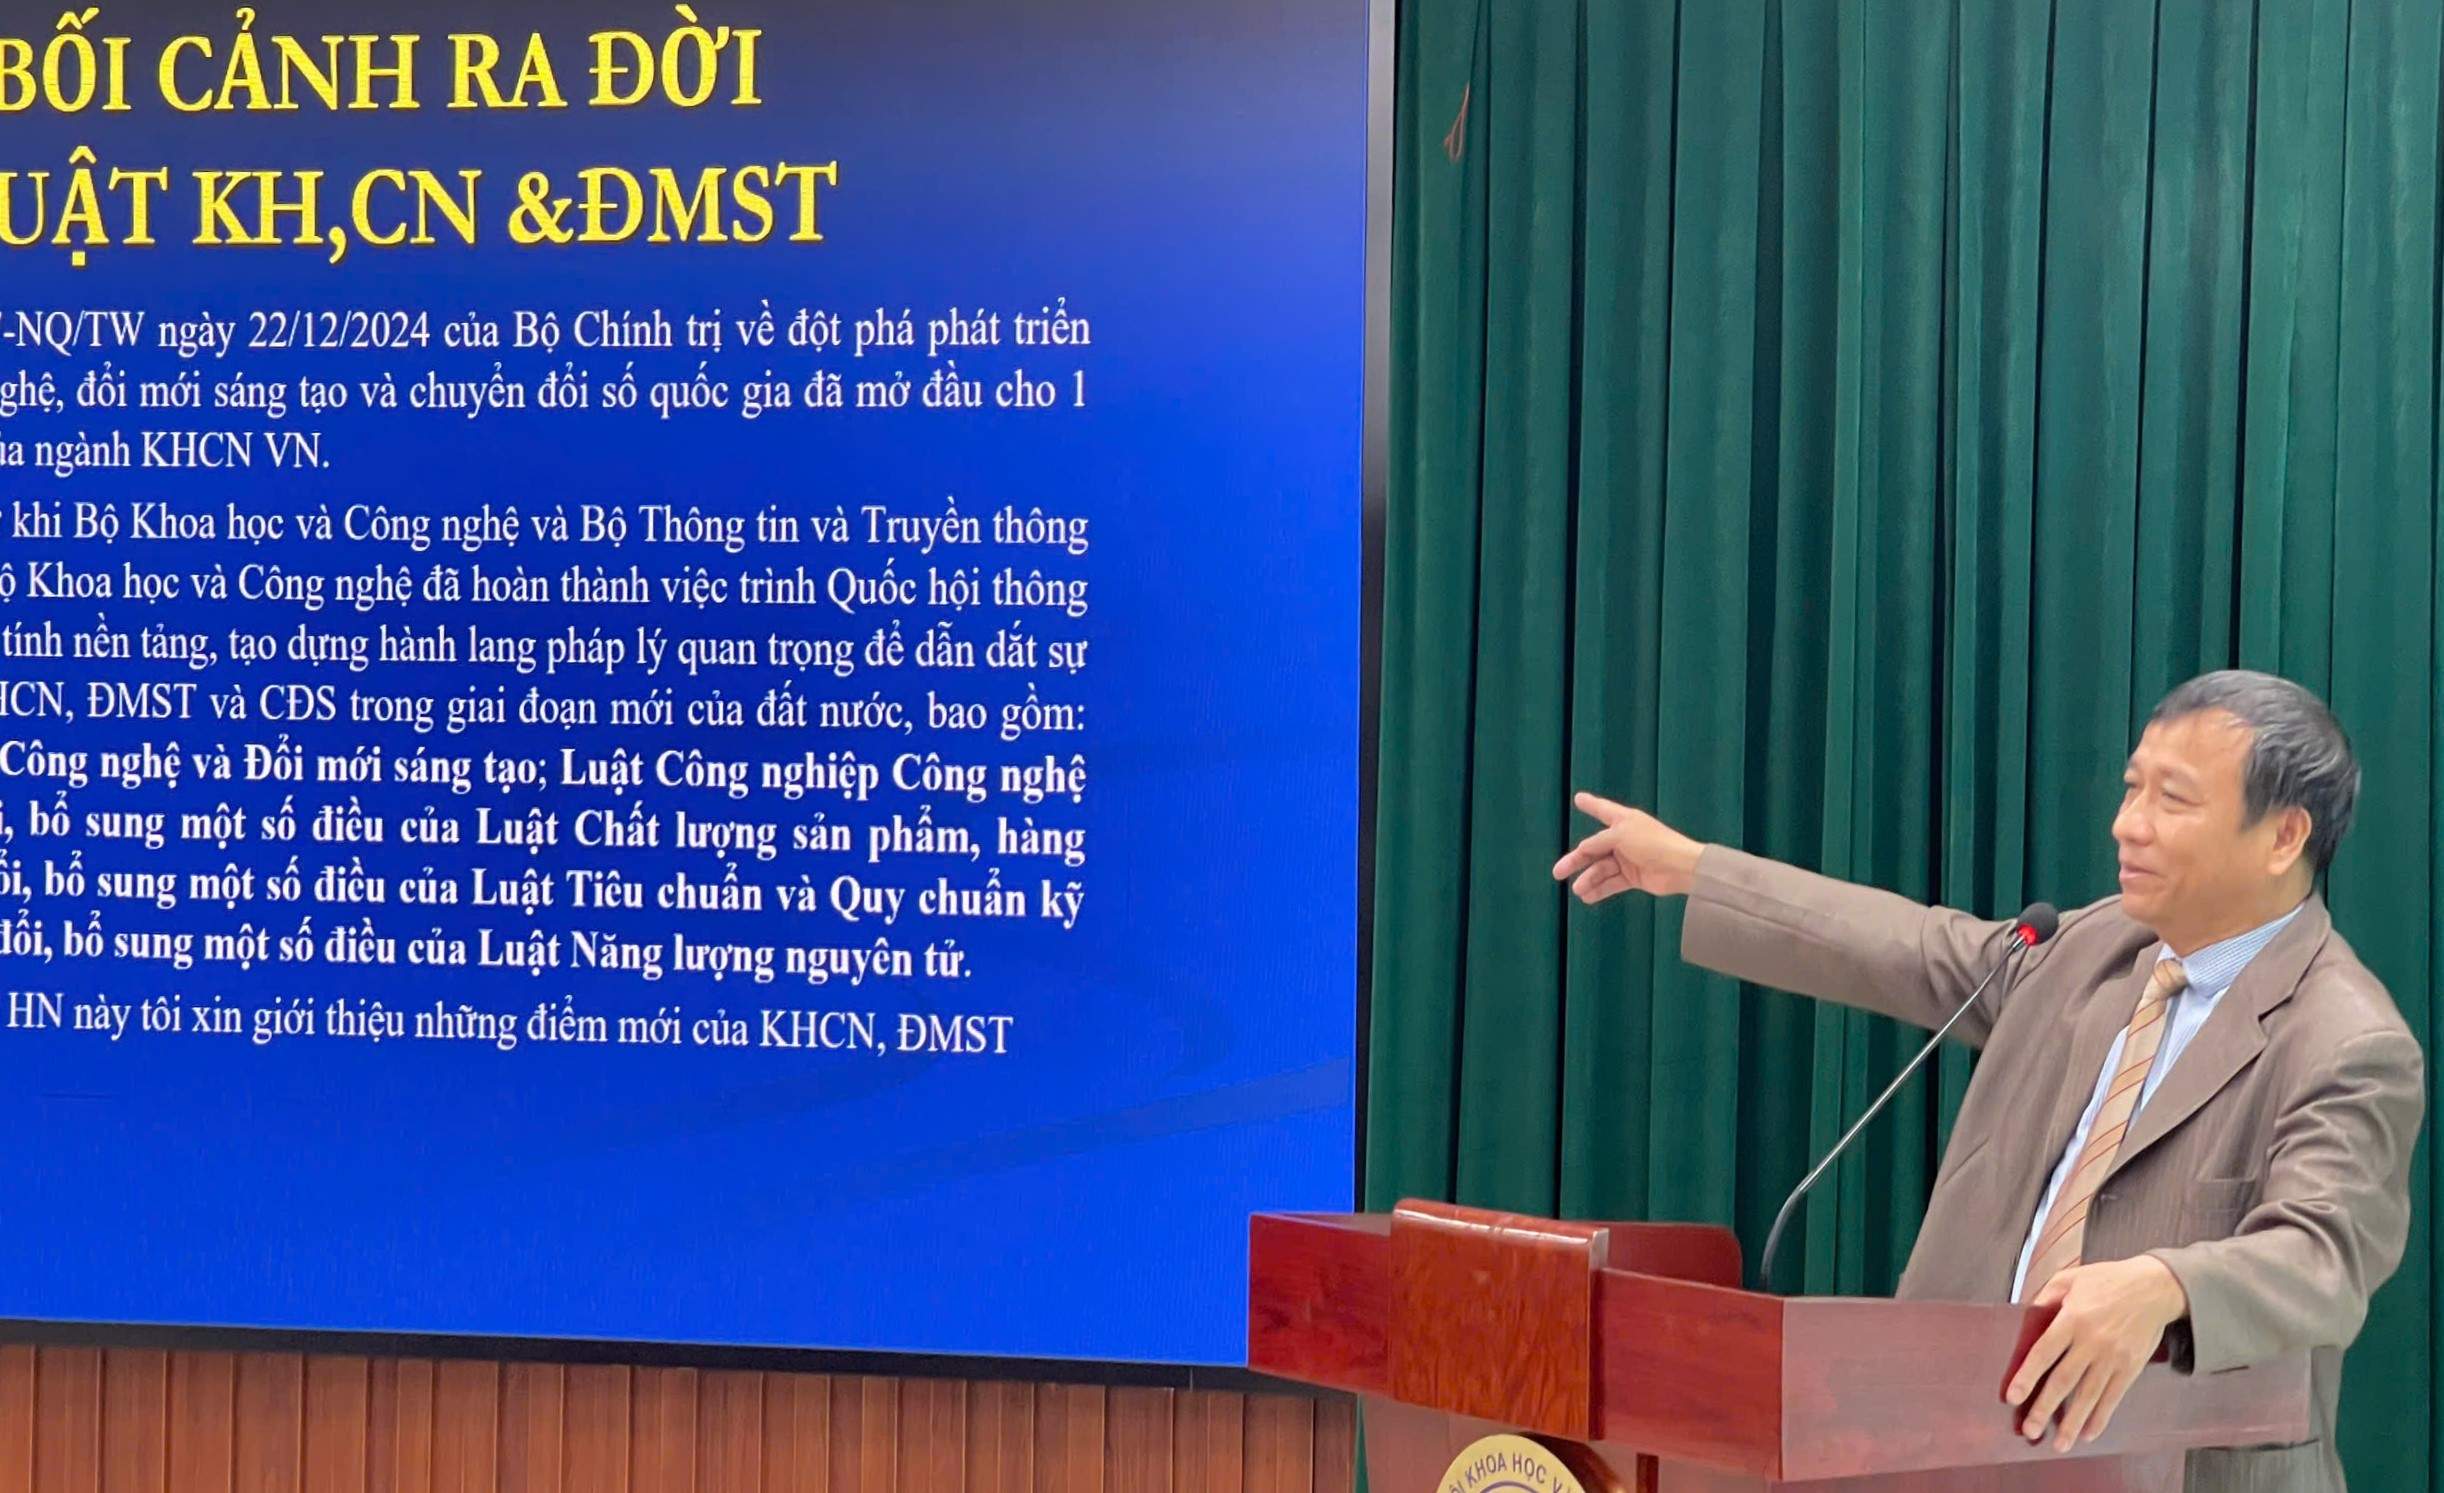 BỐI CẢNH RA ĐỜI
UẬT KH,CN &ĐMST
-NQ/TW ngày 22/12/2024 của Bộ Chính trị về đột phá phát triển
ghệ, đổi mới sáng tạo và chuyển đổi số quốc gia đã mở đầu cho 1
ngành KHCN VN.
khi Bộ Khoa học và Công nghệ và Bộ Thông tin và Truyền thông
Khoa học và Công nghệ đã hoàn thành việc trình Quốc hội thông
tính nền tảng, tạo dựng hành lang pháp lý quan trọng để dẫn dắt sự
HCN, ĐMST và CĐS trong giai đoạn mới của đất nước, bao gồm:
Công nghệ và Đổi mới sáng tạo; Luật Công nghiệp Công nghệ
i, bổ sung một số điều của Luật Chất lượng sản phẩm, hàng
ổi, bổ sung một số điều của Luật Tiêu chuẩn và Quy chuẩn kỹ
đổi, bổ sung một số điều của Luật Năng lượng nguyên tử.
HN này tôi xin giới thiệu những điểm mới của KHCN, ĐMST
KHOA HỌC